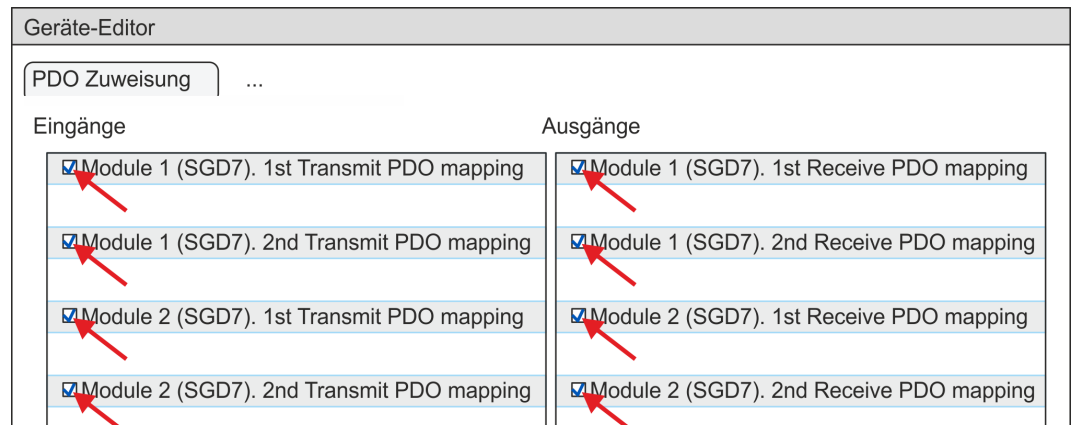 Geräte-Editor
PDO Zuweisung ...
Eingänge
Module 1 (SGD7). 1st Transmit PDO mapping
Module 1 (SGD7). 2nd Transmit PDO mapping
Module 2 (SGD7). 1st Transmit PDO mapping
Module 2 (SGD7). 2nd Transmit PDO mapping
Ausgänge
Module 1 (SGD7). 1st Receive PDO mapping
Module 1 (SGD7). 2nd Receive PDO mapping
Module 2 (SGD7). 1st Receive PDO mapping
Module 2 (SGD7). 2nd Receive PDO mapping